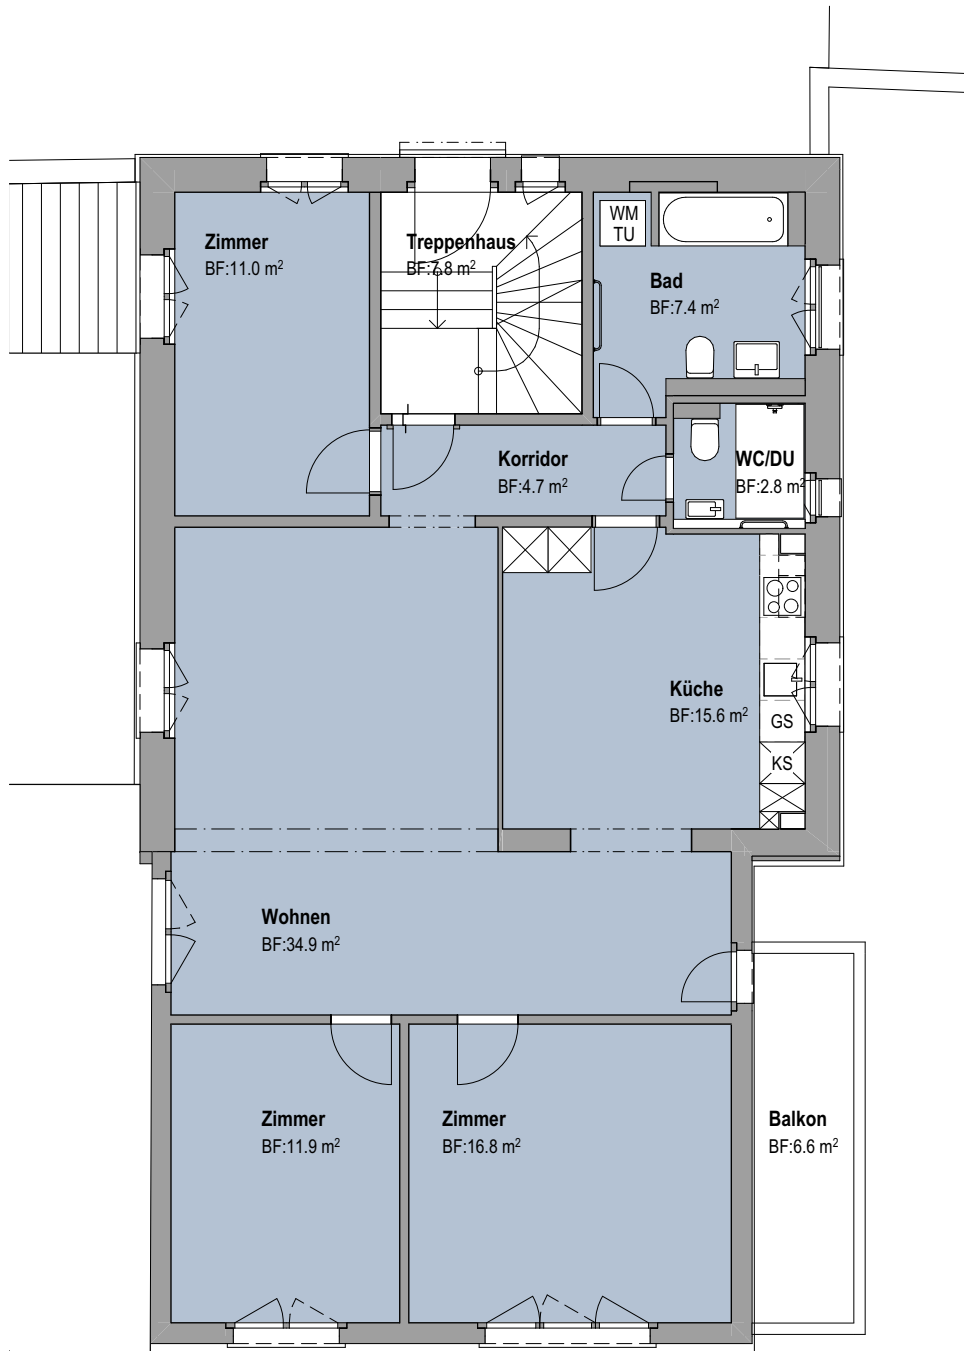 Zimmer
BF:11.0 m²
Treppenhaus
BF:7.8 m²
WM
TU
Bad
BF:7.4 m²
Korridor
BF:4.7 m²
WC/DU
BF:2.8 m²
Küche
BF:15.6 m²
GS
KS
Wohnen
BF:34.9 m²
Zimmer
BF:11.9 m²
Zimmer
BF:16.8 m²
Balkon
BF:6.6 m²